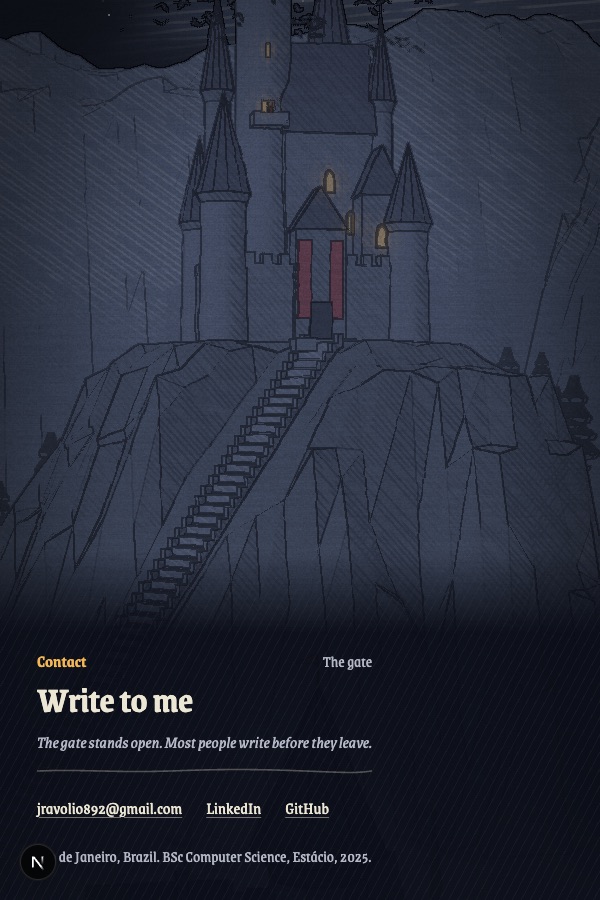 Contact The gate
Write to me
The gate stands open. Most people write before they leave.
jravolio892@gmail.com LinkedIn GitHub
N de Janeiro, Brazil. BSc Computer Science, Estácio, 2025.